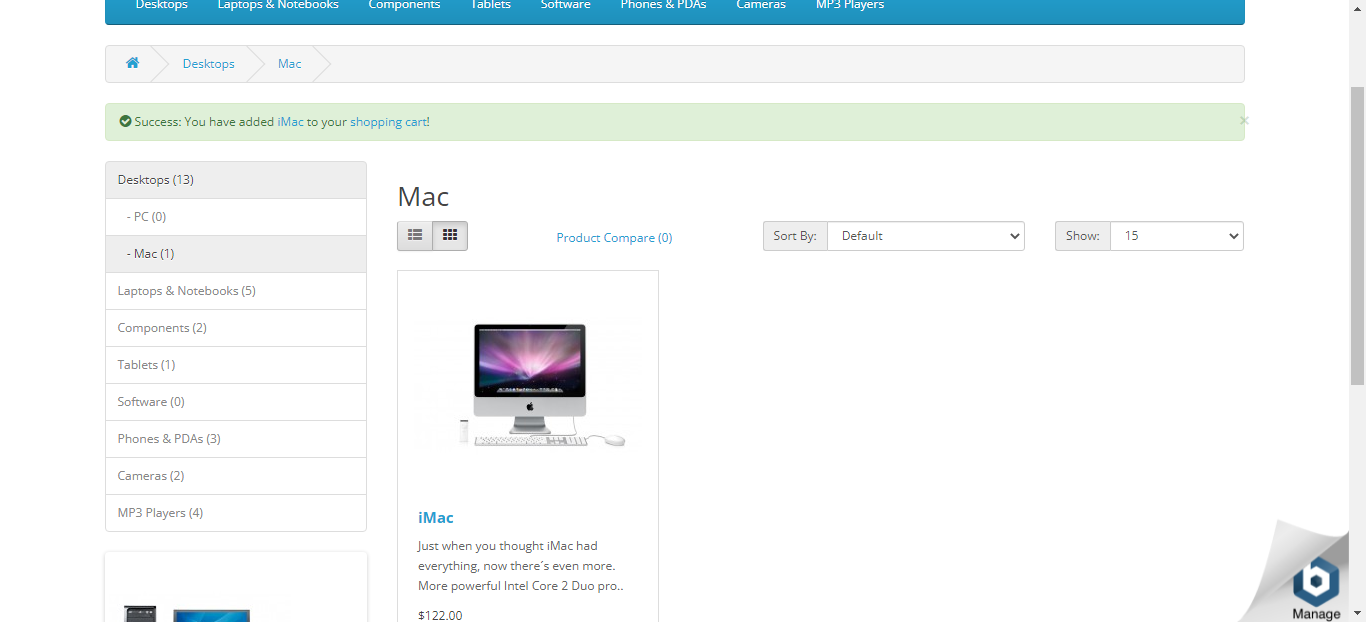 Desktops Laptops & Notebooks Components Tablets Software Phones & PDAs Cameras MP3 Players
Desktops Mac
Success: You have added iMac to your shopping cart!
×
Desktops (13)
- PC (0)
- Mac (1)
Laptops & Notebooks (5)
Components (2)
Tablets (1)
Software (0)
Phones & PDAs (3)
Cameras (2)
MP3 Players (4)
Mac
Product Compare (0)
Sort By: Default
Show: 15
iMac
Just when you thought iMac had
everything, now there´s even more.
More powerful Intel Core 2 Duo pro..
$122.00
b
Manage